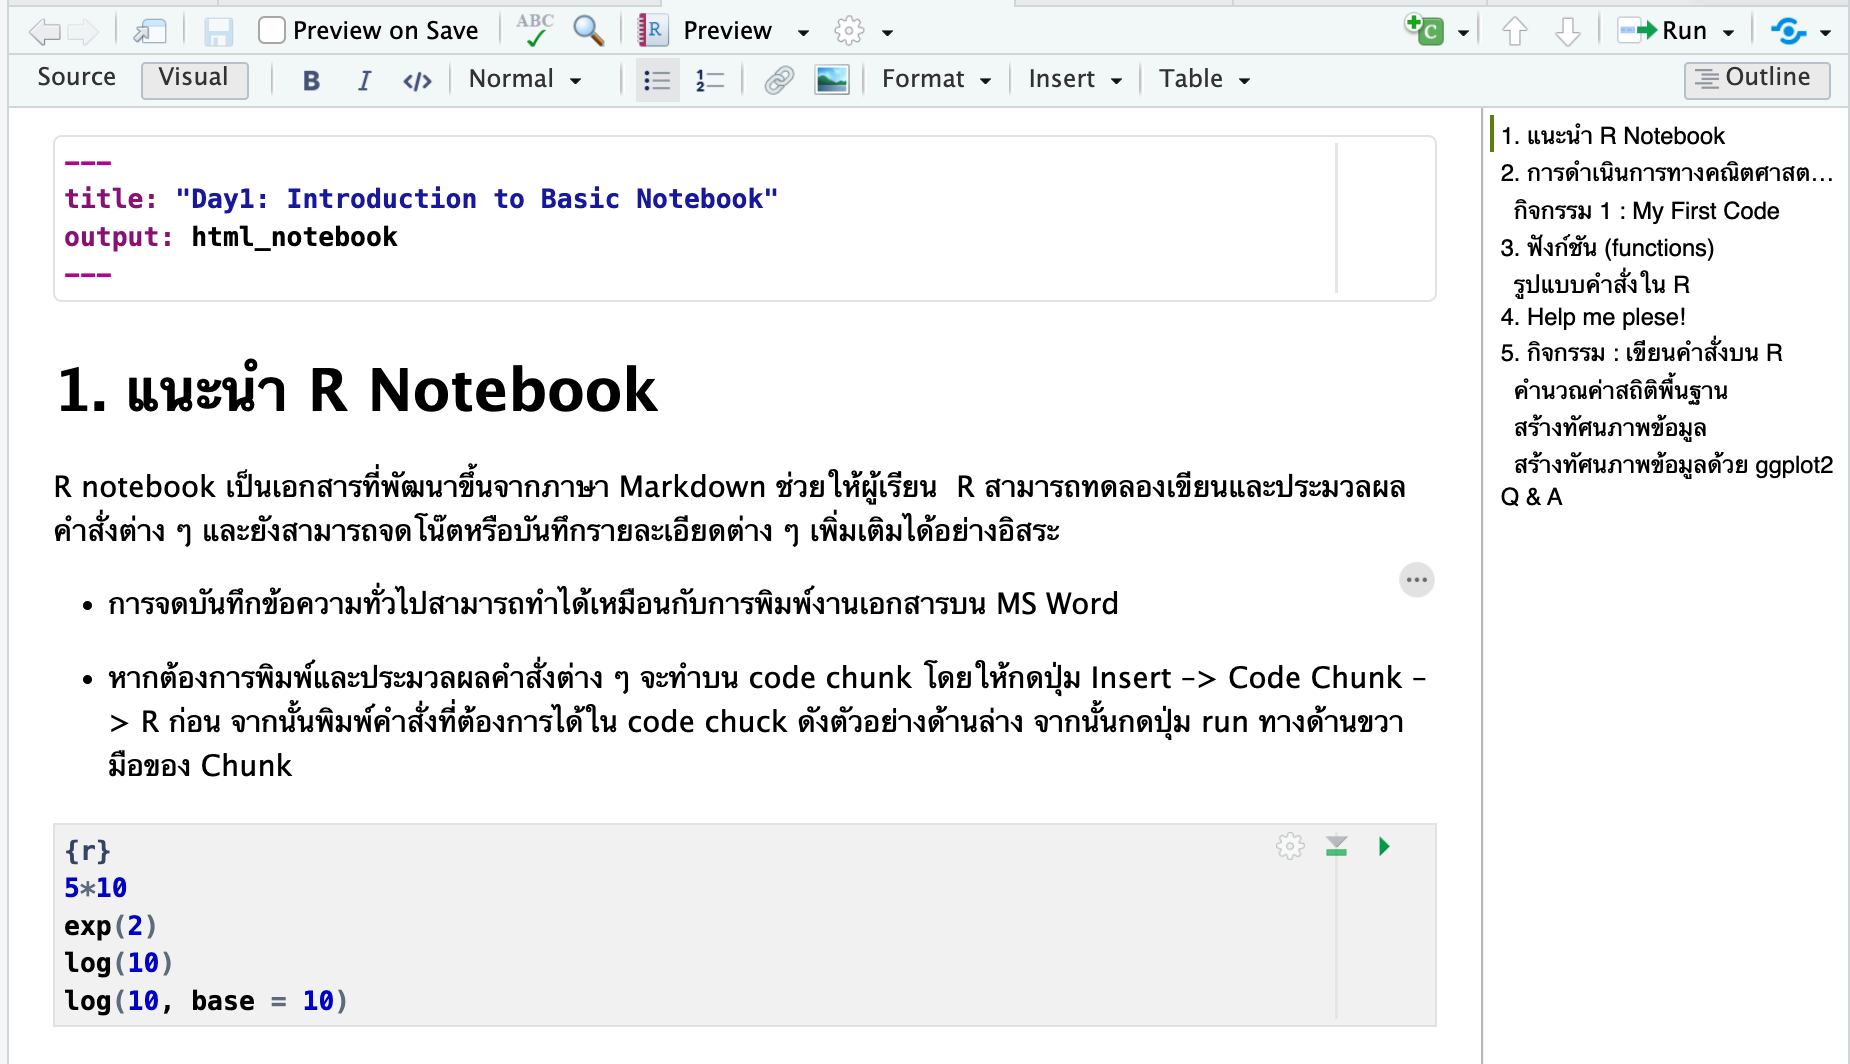 Preview on Save ABC R Preview C Run
Source Visual B I </> Normal Format Insert Table Outline
---
title: "Day1: Introduction to Basic Notebook"
output: html_notebook
---
1. แนะนำ R Notebook
R notebook เป็นเอกสารที่พัฒนาขึ้นจากภาษา Markdown ช่วยให้ผู้เรียน R สามารถทดลองเขียนและประมวลผล
คำสั่งต่าง ๆ และยังสามารถจดโน๊ตหรือบันทึกรายละเอียดต่าง ๆ เพิ่มเติมได้อย่างอิสระ
• การจดบันทึกข้อความทั่วไปสามารถทำได้เหมือนกับการพิมพ์งานเอกสารบน MS Word
• หากต้องการพิมพ์และประมวลผลคำสั่งต่าง ๆ จะทำบน code chunk โดยให้กดปุ่ม Insert -> Code Chunk -
> R ก่อน จากนั้นพิมพ์คำสั่งที่ต้องการได้ใน code chuck ดังตัวอย่างด้านล่าง จากนั้นกดปุ่ม run ทางด้านขวา
มือของ Chunk
{r}
5*10
exp(2)
log(10)
log(10, base = 10)
1. แนะนำ R Notebook
2. การดำเนินการทางคณิตศาสต...
กิจกรรม 1 : My First Code
3. ฟังก์ชัน (functions)
รูปแบบคำสั่งใน R
4. Help me plese!
5. กิจกรรม : เขียนคำสั่งบน R
คำนวณค่าสถิติพื้นฐาน
สร้างทัศนภาพข้อมูล
สร้างทัศนภาพข้อมูลด้วย ggplot2
Q & A